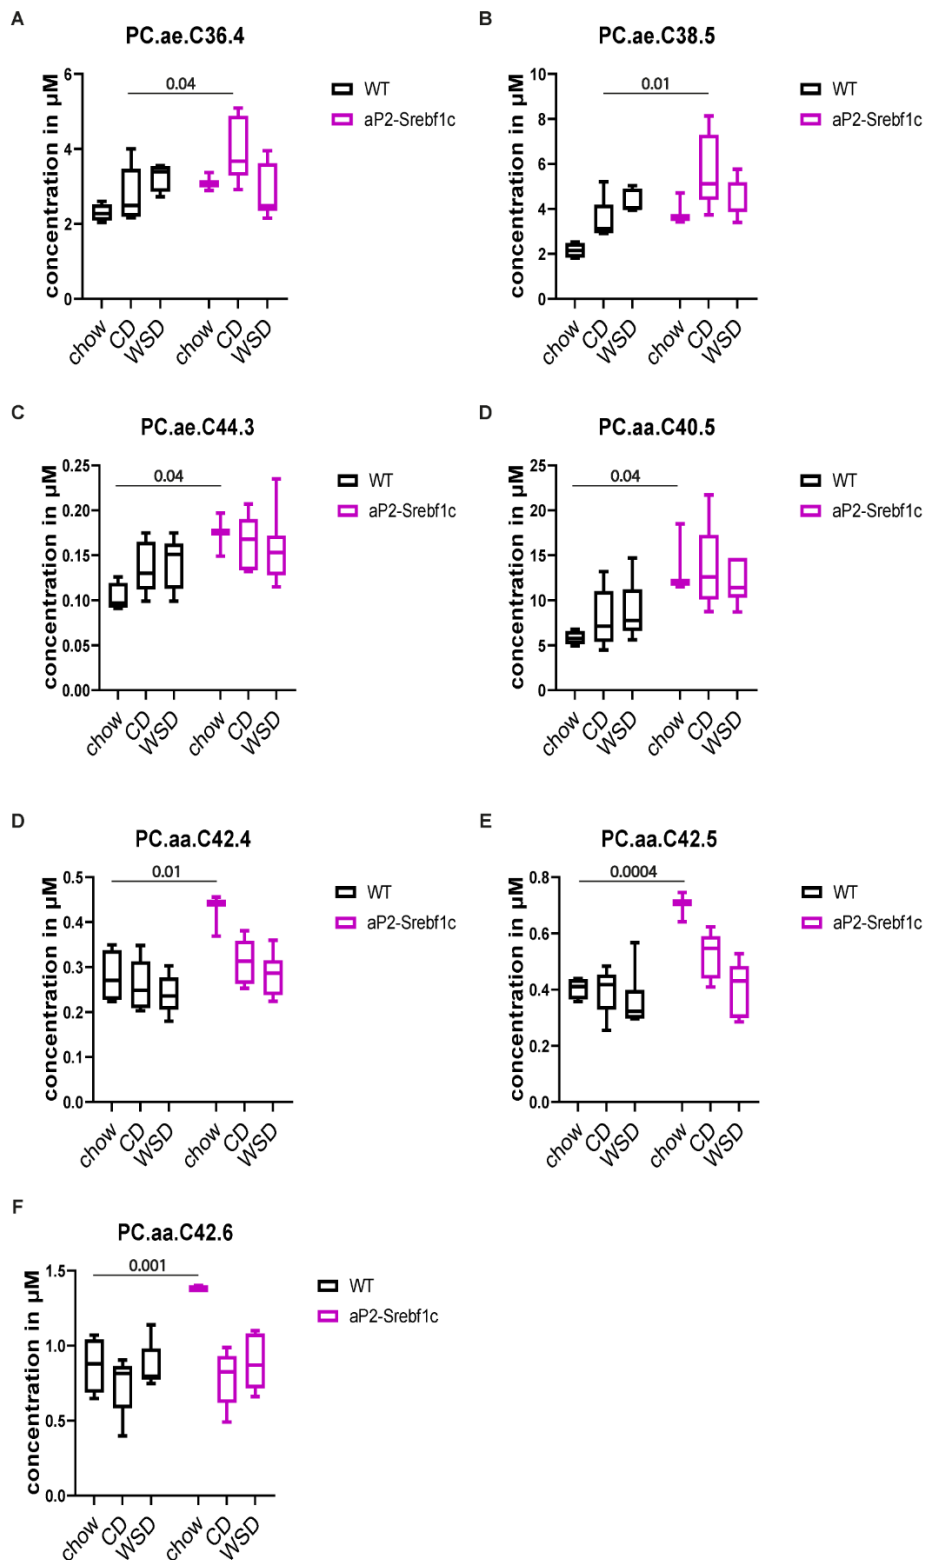 A
PC.ae.C36.4
concentration in µM
6
4
2
0
0.04
chow
CD
WSD
chow
CD
WSD
WT
aP2-Srebf1c
B
PC.ae.C38.5
concentration in µM
10
8
6
4
2
0
0.01
chow
CD
WSD
chow
CD
WSD
WT
aP2-Srebf1c
C
PC.ae.C44.3
concentration in µM
0.25
0.20
0.15
0.10
0.05
0.00
0.04
chow
CD
WSD
chow
CD
WSD
WT
aP2-Srebf1c
D
PC.aa.C40.5
concentration in µM
25
20
15
10
5
0
0.04
chow
CD
WSD
chow
CD
WSD
WT
aP2-Srebf1c
D
PC.aa.C42.4
concentration in µM
0.5
0.4
0.3
0.2
0.1
0.0
0.01
chow
CD
WSD
chow
CD
WSD
WT
aP2-Srebf1c
E
PC.aa.C42.5
concentration in µM
0.8
0.6
0.4
0.2
0.0
0.0004
chow
CD
WSD
chow
CD
WSD
WT
aP2-Srebf1c
F
PC.aa.C42.6
concentration in µM
1.5
1.0
0.5
0.0
0.001
chow
CD
WSD
chow
CD
WSD
WT
aP2-Srebf1c